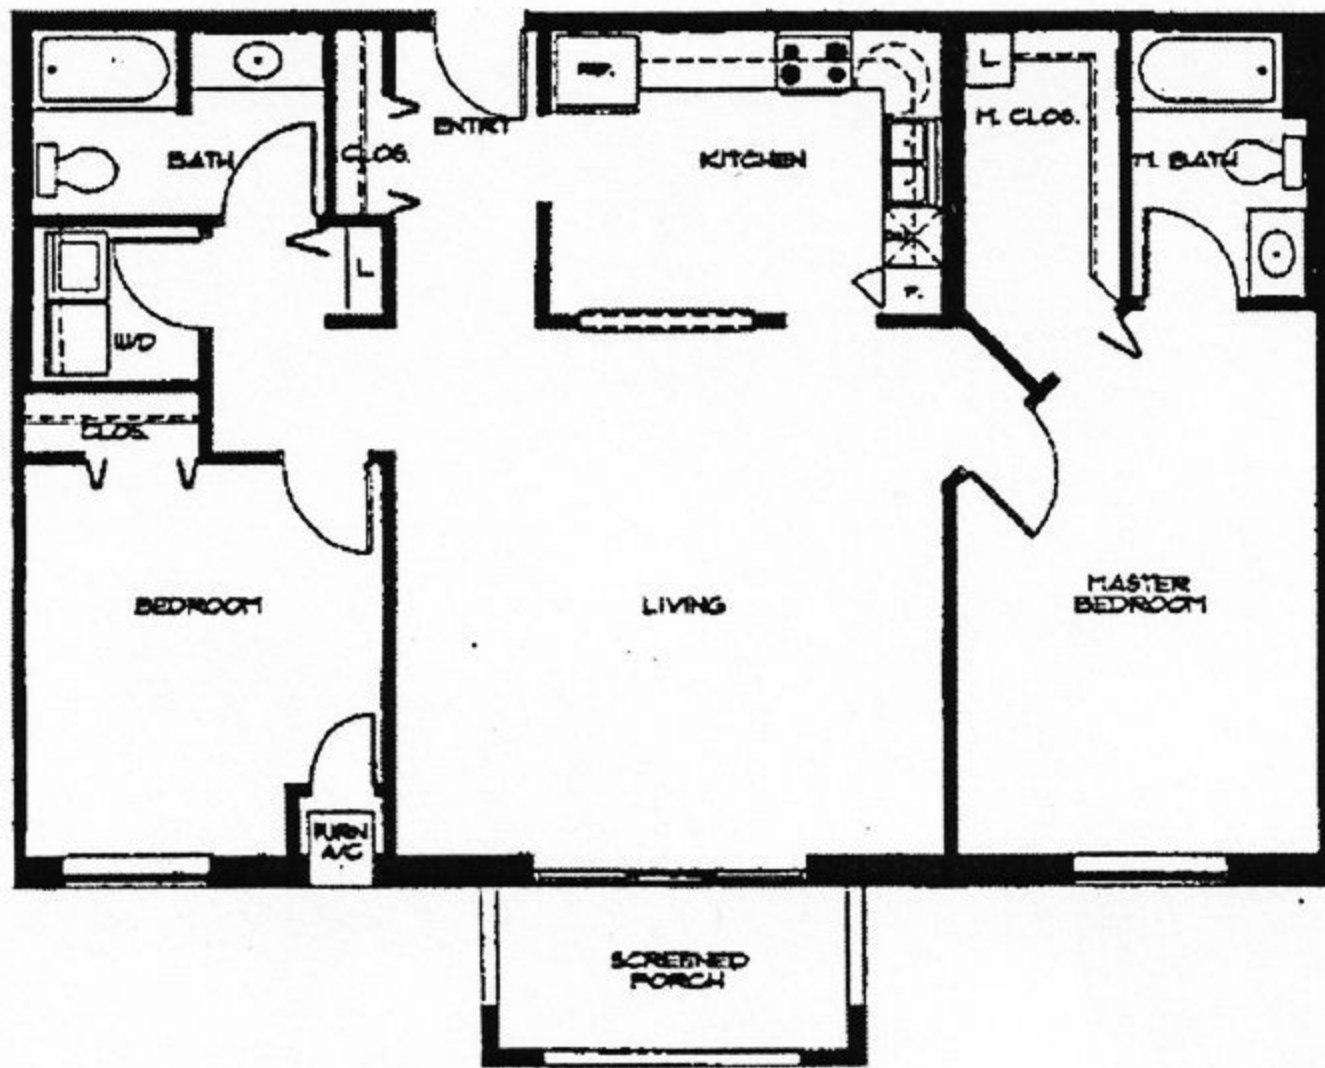 REF.
ENTRY
M. CLOS.
L
BATH
CLOS.
KITCHEN
M. BATH
L
P.
W/D
CLOS.
BEDROOM
LIVING
MASTER
BEDROOM
FURN
A/C
SCREENED
PORCH